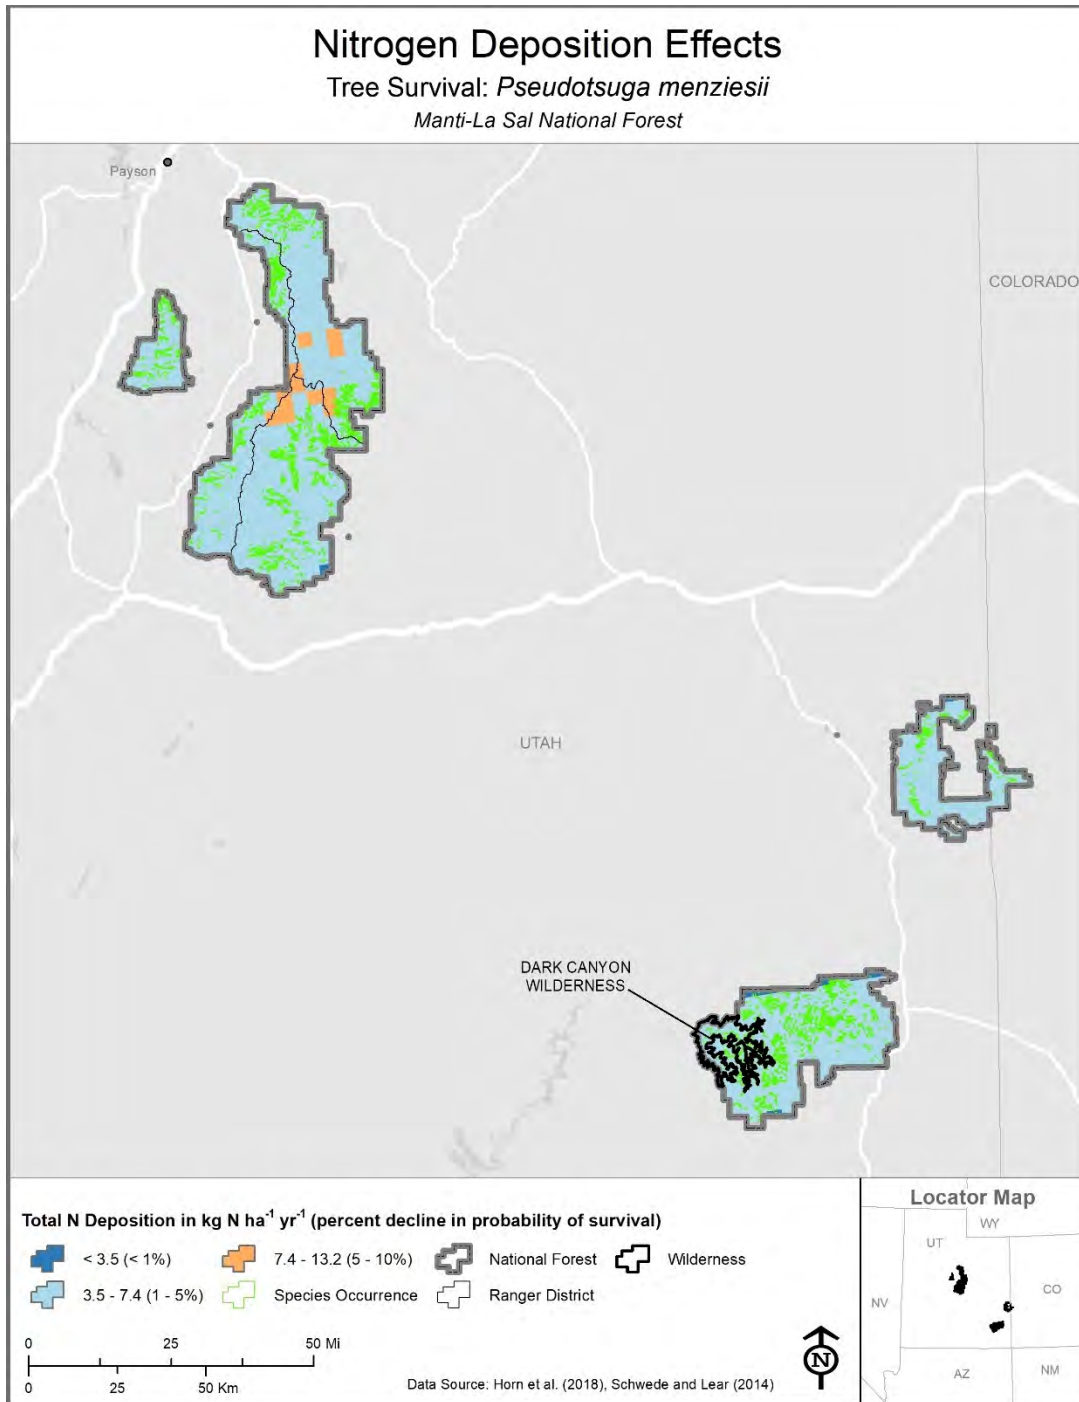 Nitrogen Deposition Effects
Tree Survival: Pseudotsuga menziesii
Manti-La Sal National Forest
Payson
COLORADO
UTAH
DARK CANYON
WILDERNESS
Total N Deposition in kg N ha⁻¹ yr⁻¹ (percent decline in probability of survival)
< 3.5 (< 1%)
7.4 - 13.2 (5 - 10%)
National Forest
Wilderness
3.5 - 7.4 (1 - 5%)
Species Occurrence
Ranger District
0 25 50 Mi
0 25 50 Km
Data Source: Horn et al. (2018), Schwede and Lear (2014)
N
Locator Map
WY
UT
CO
NV
AZ
NM